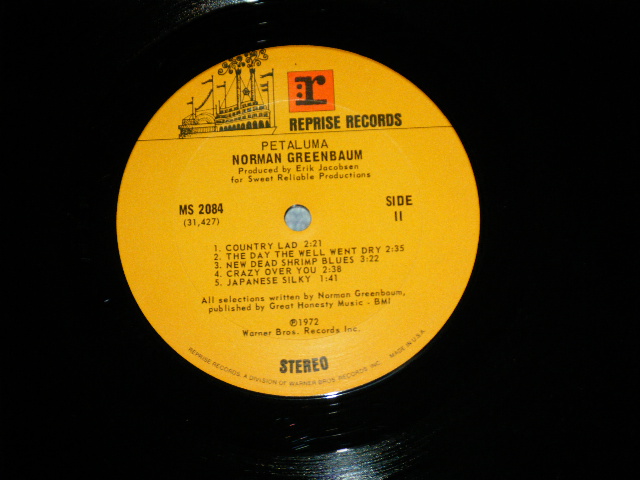 r:
REPRISE RECORDS
PETALUMA
NORMAN GREENBAUM
Produced by Erik Jacobsen
for Sweet Reliable Productions
MS 2084
(31,427)
SIDE
II
1. COUNTRY LAD 2:21
2. THE DAY THE WELL WENT DRY 2:35
3. NEW DEAD SHRIMP BLUES 3:22
4. CRAZY OVER YOU 2:38
5. JAPANESE SILKY 1:41
All selections written by Norman Greenbaum,
published by Great Honesty Music - BMI
℗1972
Warner Bros. Records Inc.
STEREO
REPRISE RECORDS, A DIVISION OF WARNER BROS. RECORDS INC. MADE IN U.S.A.